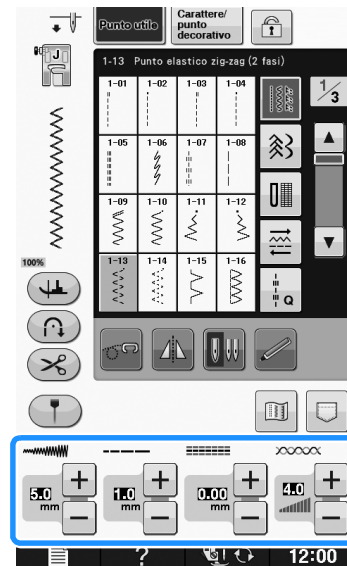 Punto utile
Carattere/
punto
decorativo
J
1-13 Punto elastico zig-zag (2 fasi)
1-01 1-02 1-03 1-04
1/3
1-05 1-06 1-07 1-08
1-09 1-10 1-11 1-12
100%
1-13 1-14 1-15 1-16
Q
+ + + +
5.0 1.0 0.00 4.0
mm mm mm
− − − −
? 12:00